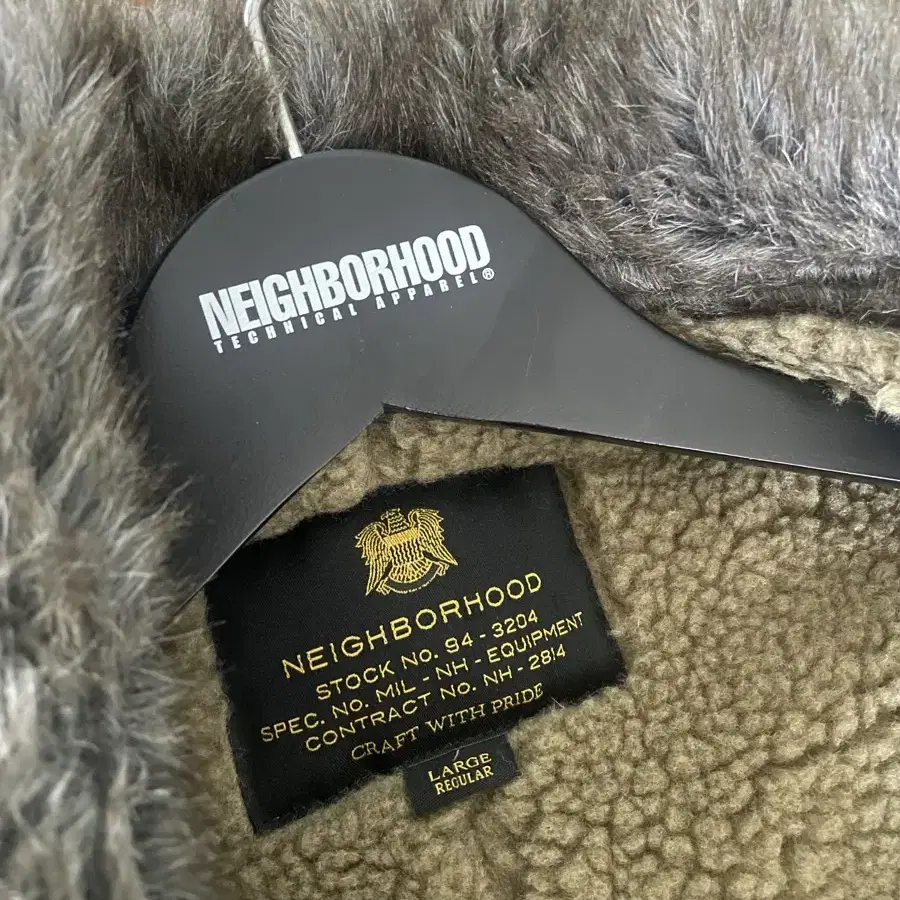 NEIGHBORHOOD
TECHNICAL APPAREL®
NEIGHBORHOOD
STOCK NO. 94 - 3204
SPEC. NO. MIL - NH - EQUIPMENT
CONTRACT NO. NH - 2814
CRAFT WITH PRIDE
LARGE
REGULAR